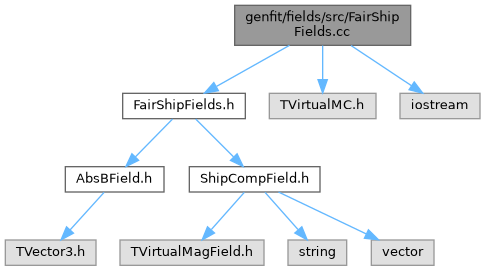 genfit/fields/src/FairShip
Fields.cc
FairShipFields.h
TVirtualMC.h
iostream
AbsBField.h
ShipCompField.h
TVector3.h
TVirtualMagField.h
string
vector